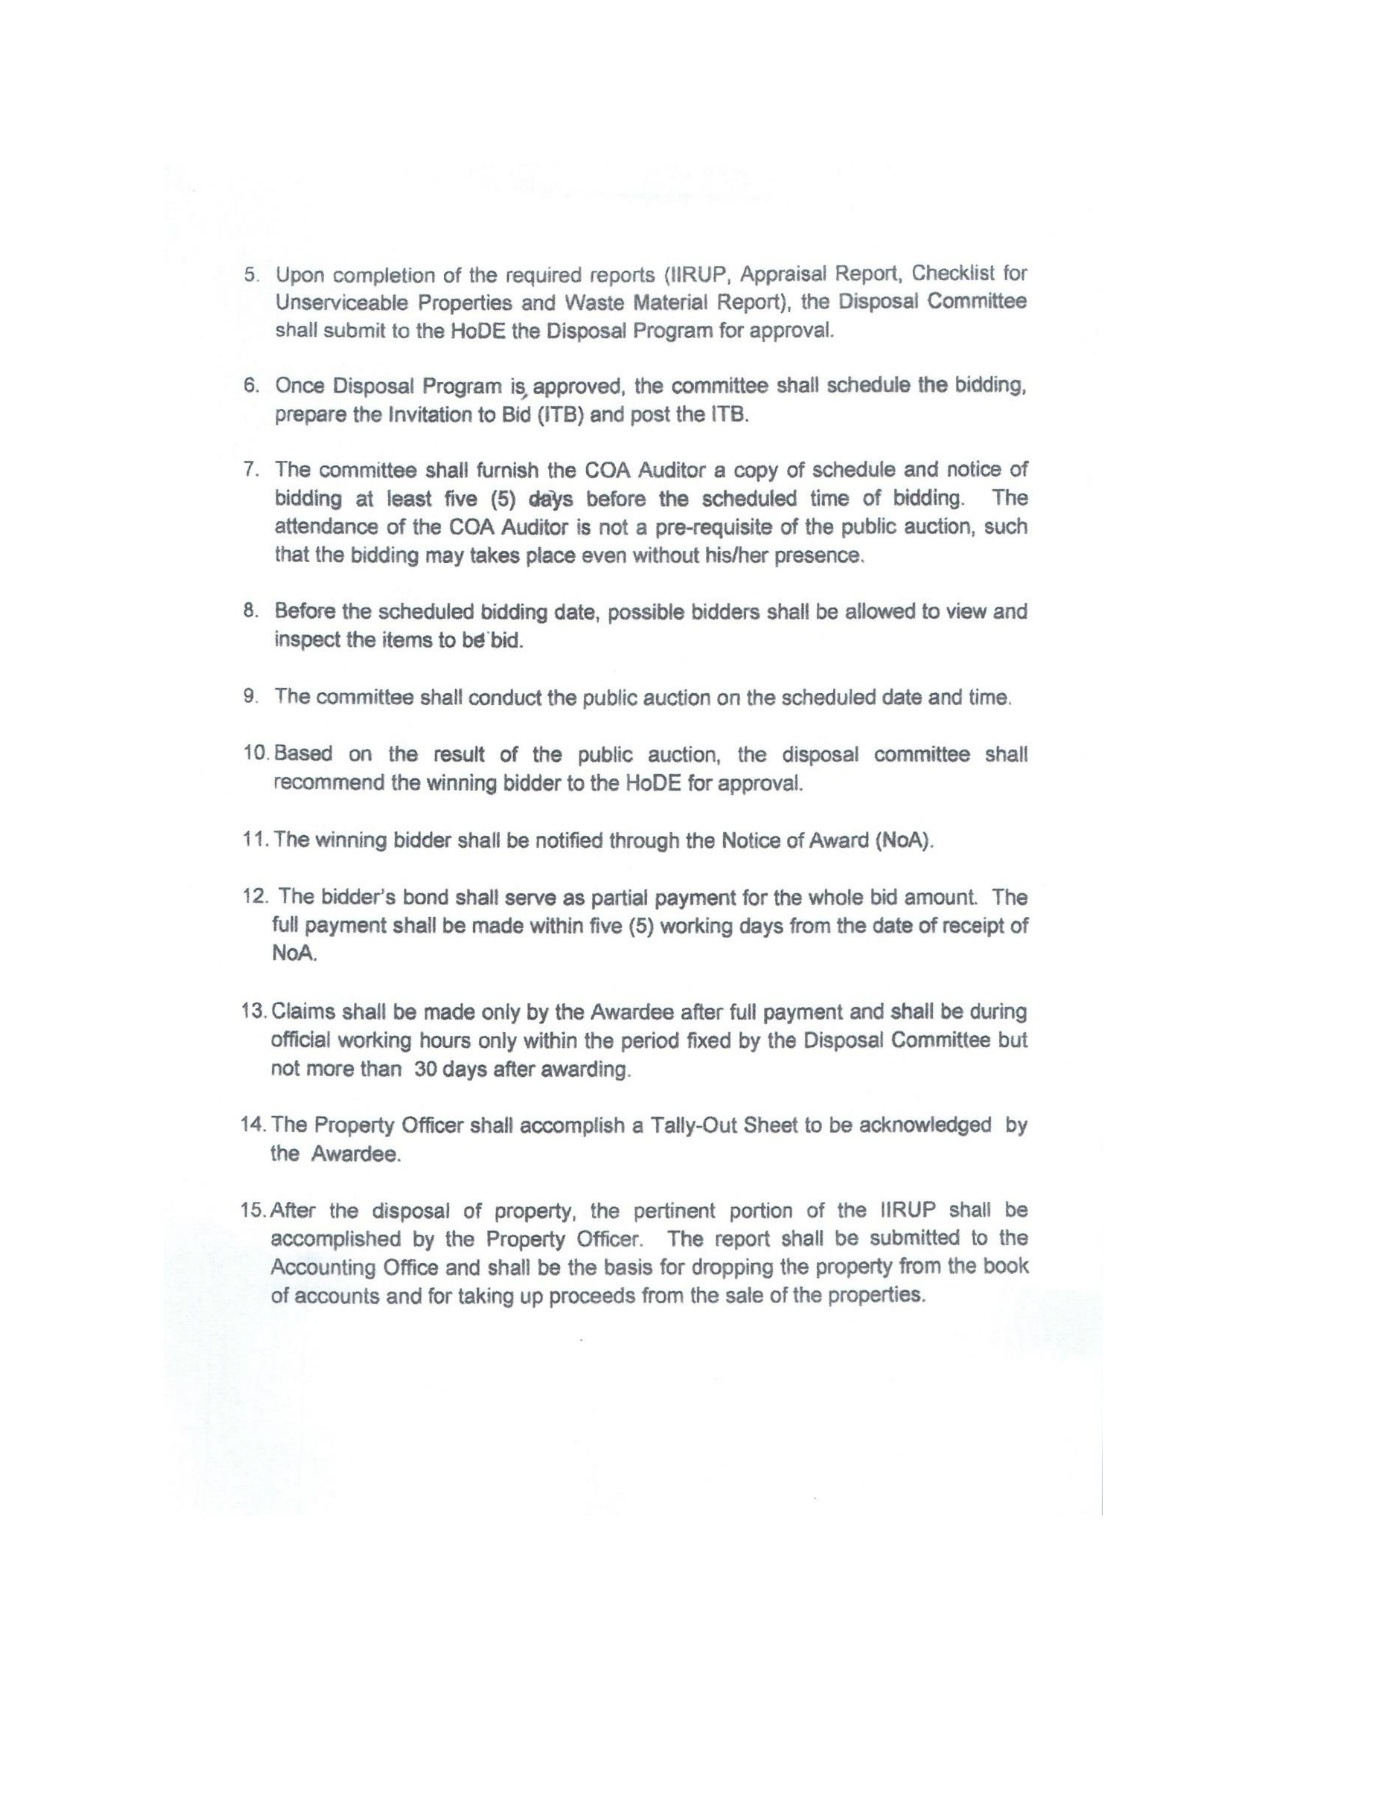 5. Upon completion of the required reports (IIRUP, Appraisal Report, Checklist for
Unserviceable Properties and Waste Material Report), the Disposal Committee
shall submit to the HoDE the Disposal Program for approval.
6. Once Disposal Program is approved, the committee shall schedule the bidding,
prepare the Invitation to Bid (ITB) and post the ITB.
7. The committee shall furnish the COA Auditor a copy of schedule and notice of
bidding at least five (5) days before the scheduled time of bidding. The
attendance of the COA Auditor is not a pre-requisite of the public auction, such
that the bidding may takes place even without his/her presence.
8. Before the scheduled bidding date, possible bidders shall be allowed to view and
inspect the items to be bid.
9. The committee shall conduct the public auction on the scheduled date and time.
10. Based on the result of the public auction, the disposal committee shall
recommend the winning bidder to the HoDE for approval.
11. The winning bidder shall be notified through the Notice of Award (NoA).
12. The bidder's bond shall serve as partial payment for the whole bid amount. The
full payment shall be made within five (5) working days from the date of receipt of
NoA.
13. Claims shall be made only by the Awardee after full payment and shall be during
official working hours only within the period fixed by the Disposal Committee but
not more than 30 days after awarding.
14. The Property Officer shall accomplish a Tally-Out Sheet to be acknowledged by
the Awardee.
15. After the disposal of property, the pertinent portion of the IIRUP shall be
accomplished by the Property Officer. The report shall be submitted to the
Accounting Office and shall be the basis for dropping the property from the book
of accounts and for taking up proceeds from the sale of the properties.